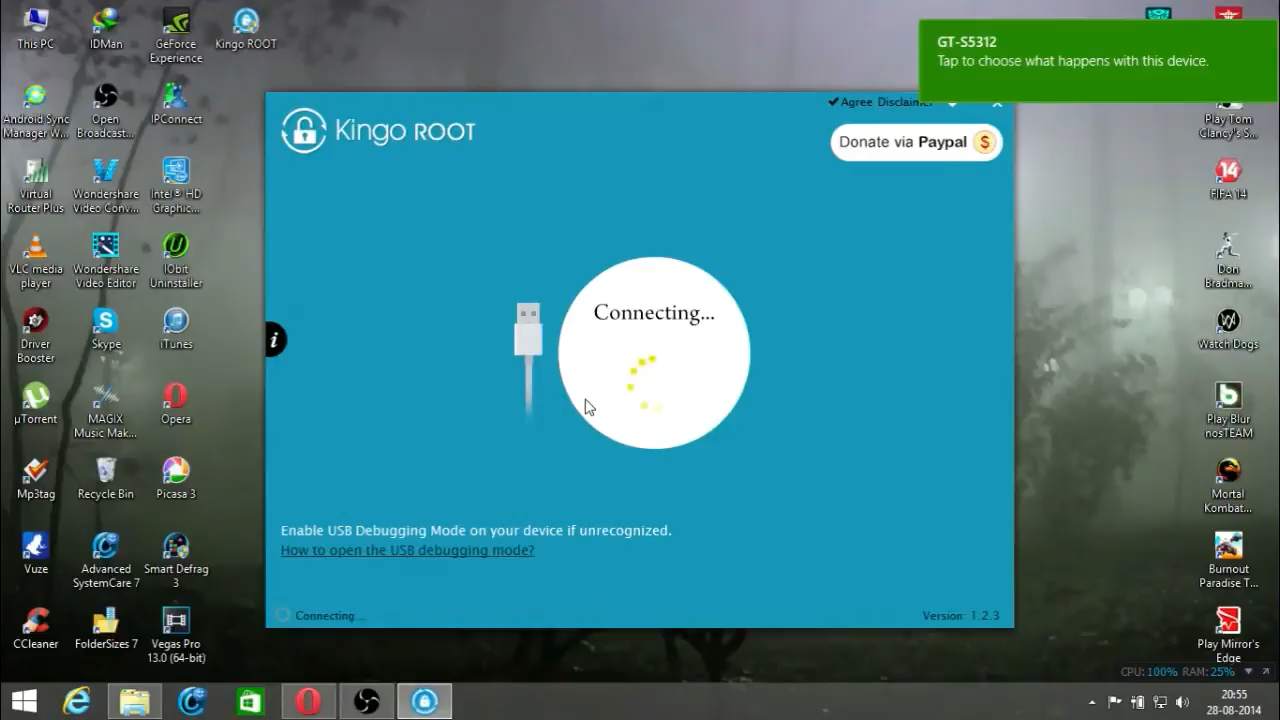 This PC
IDMan
GeForce
Experience
Kingo ROOT
Android Sync
Manager W...
Open
Broadcast...
IPConnect
Virtual
Router Plus
Wondershare
Video Conv...
Intel® HD
Graphic...
VLC media
player
Wondershare
Video Editor
IObit
Uninstaller
Driver
Booster
Skype
iTunes
µTorrent
MAGIX
Music Mak...
Opera
Mp3tag
Recycle Bin
Picasa 3
Vuze
Advanced
SystemCare 7
Smart Defrag
3
CCleaner
FolderSizes 7
Vegas Pro
13.0 (64-bit)
GT-S5312
Tap to choose what happens with this device.
Agree Disclaimer
Kingo ROOT
Donate via Paypal $
Connecting...
i
Enable USB Debugging Mode on your device if unrecognized.
How to open the USB debugging mode?
Connecting...
Version: 1.2.3
Play Tom
Clancy's S...
14
FIFA 14
Don
Bradma...
Watch Dogs
Play Blur
nosTEAM
Mortal
Kombat...
Burnout
Paradise T...
Play Mirror's
Edge
CPU: 100% RAM: 25%
20:55
28-08-2014